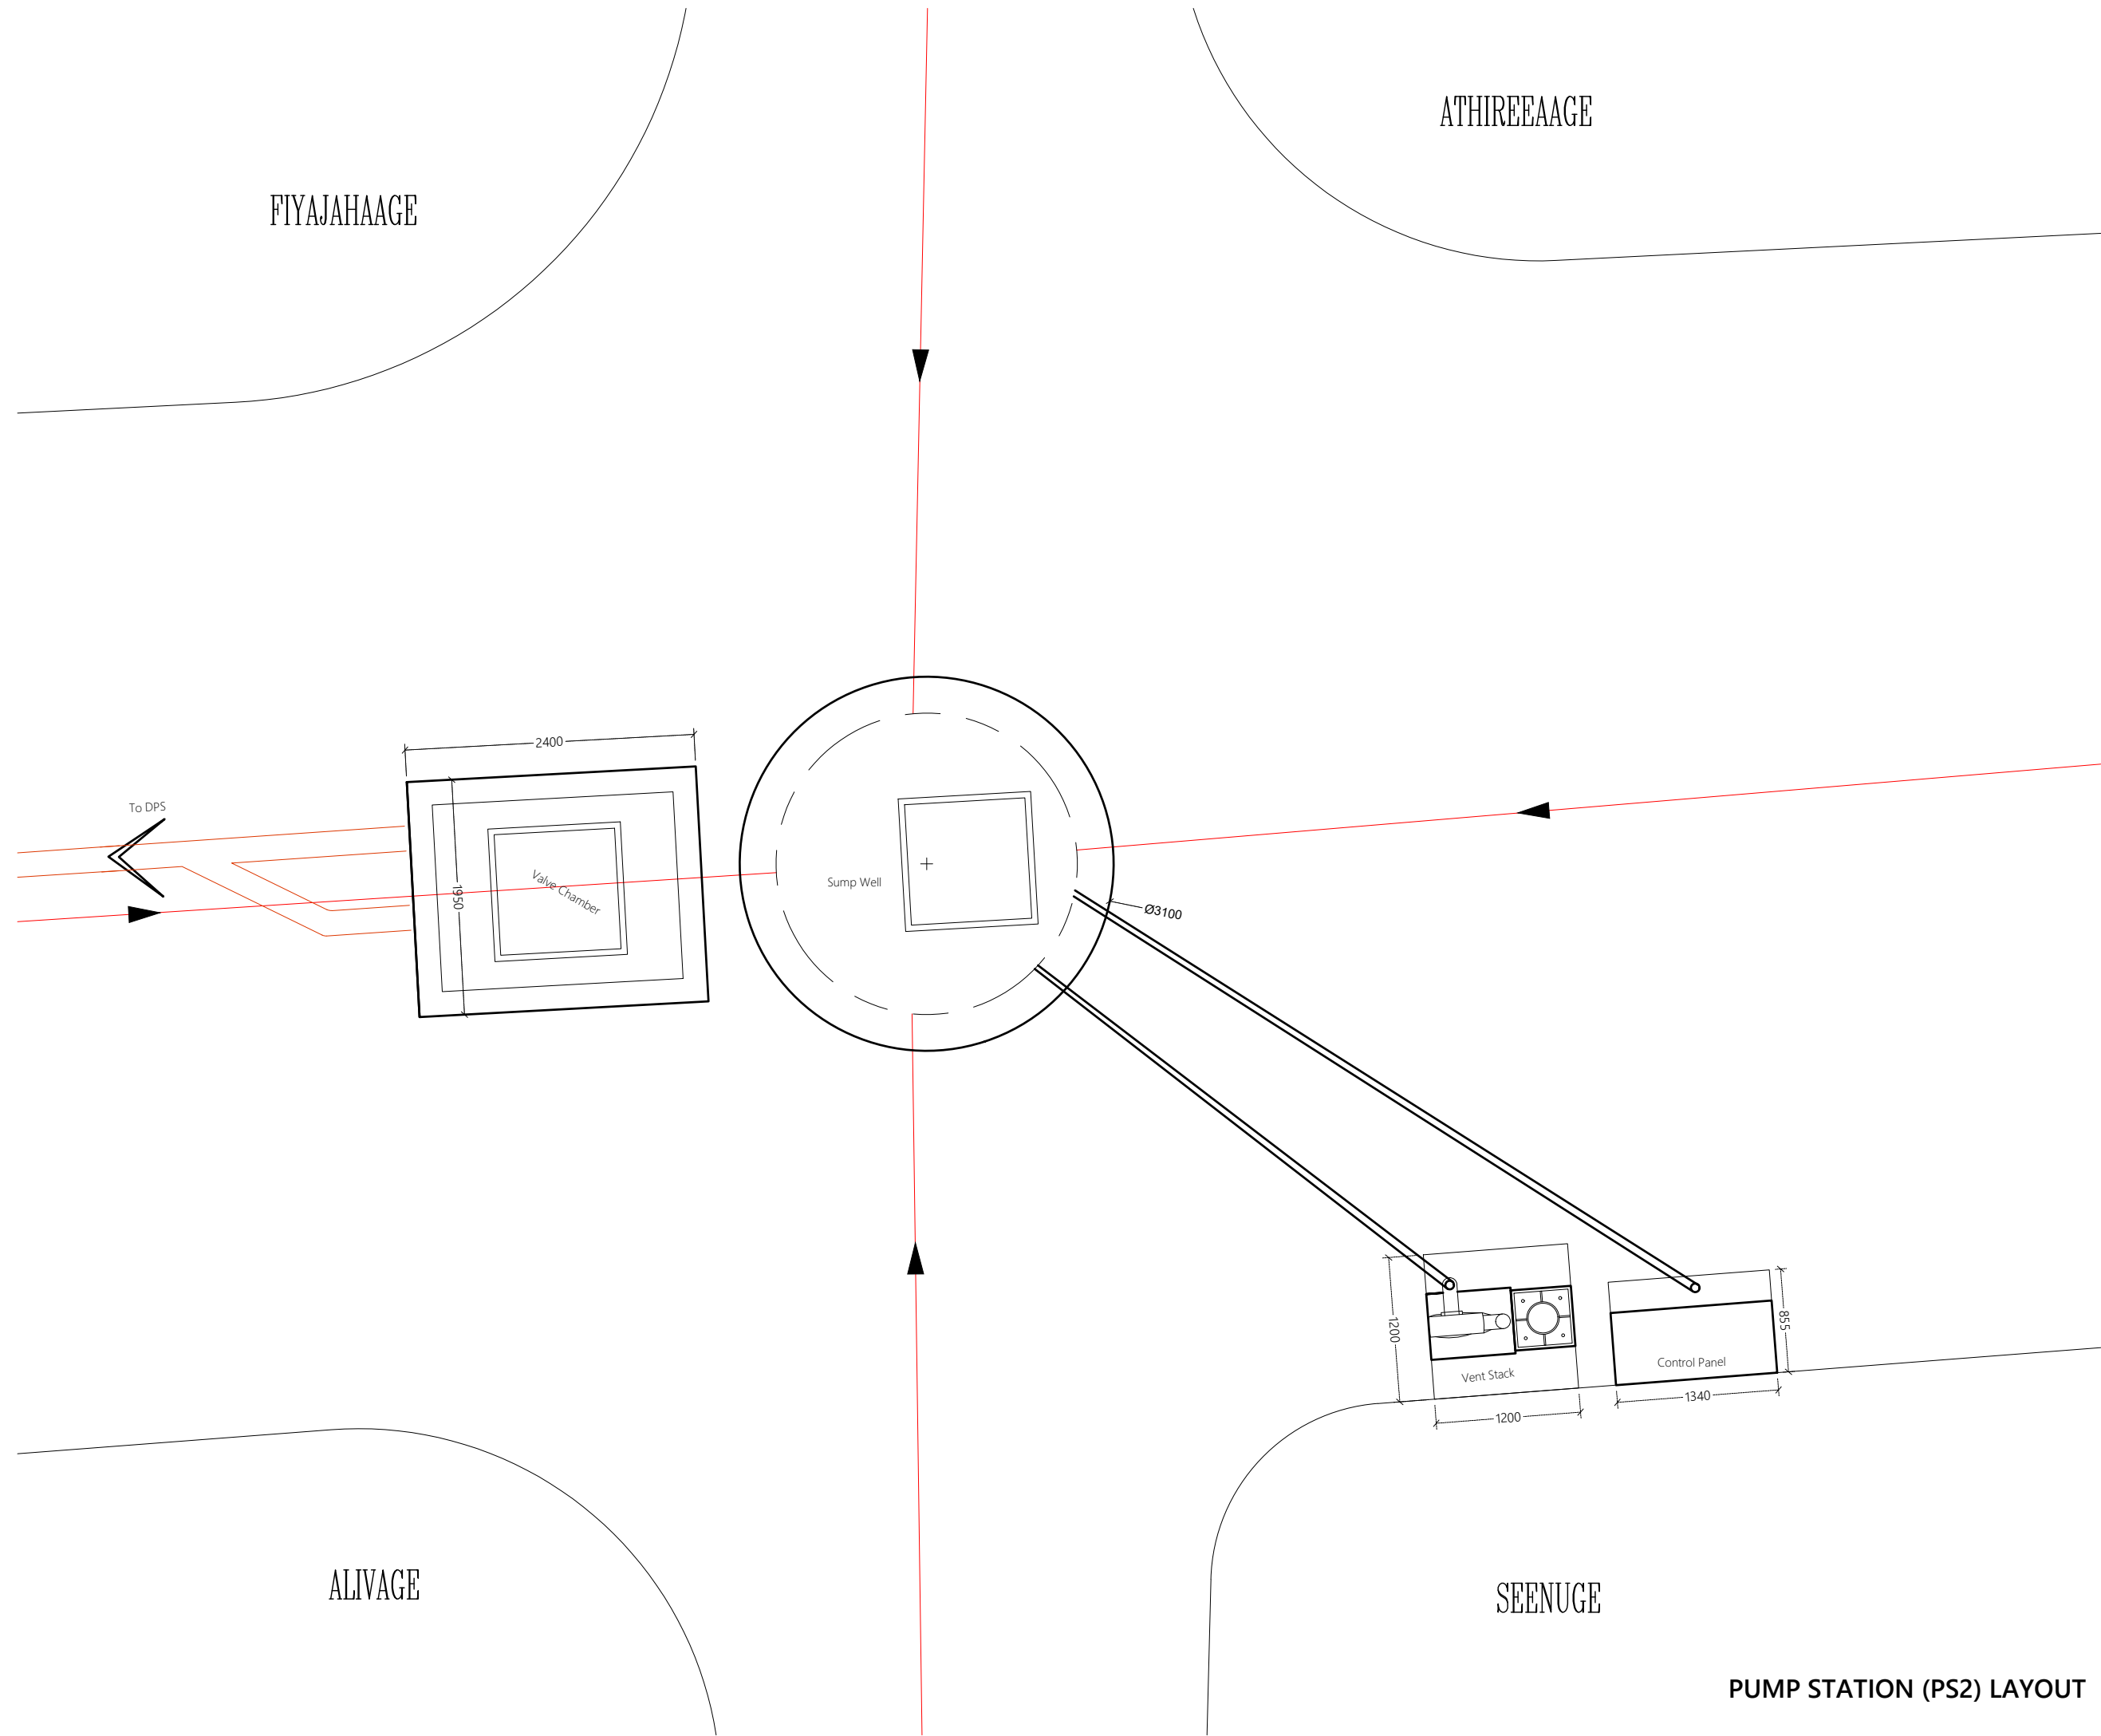 ATHIREEAAGE
FIYAJAHAAGE
2400
To DPS
Valve Chamber
1950
Sump Well
Ø3100
1200
855
Control Panel
Vent Stack
1340
1200
ALIVAGE
SEENUGE
PUMP STATION (PS2) LAYOUT